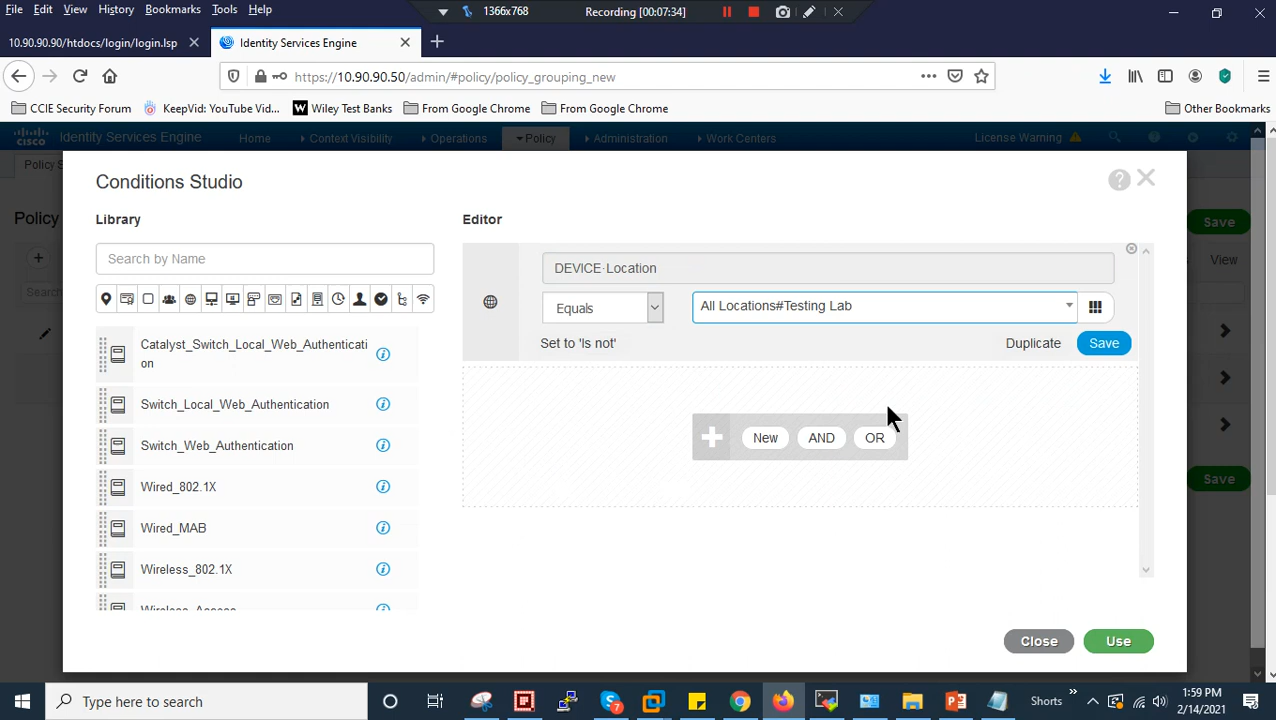 File Edit View History Bookmarks Tools Help
1366x768 Recording [00:07:34]
10.90.90.90/htdocs/login/login.lsp Identity Services Engine
https://10.90.90.50/admin/#policy/policy_grouping_new
CCIE Security Forum KeepVid: YouTube Vid... Wiley Test Banks From Google Chrome From Google Chrome Other Bookmarks
CISCO Identity Services Engine Home Context Visibility Operations Policy Administration Work Centers License Warning
Policy S
Conditions Studio
Policy Save
Library Editor
Search by Name
View
Sear
DEVICE·Location
Equals All Locations#Testing Lab
Set to 'Is not' Duplicate Save
Catalyst_Switch_Local_Web_Authenticati
on
Switch_Local_Web_Authentication
New AND OR
Switch_Web_Authentication
Save
Wired_802.1X
Wired_MAB
Wireless_802.1X
Wireless_Access
Close Use
Type here to search
Shorts
1:59 PM
2/14/2021